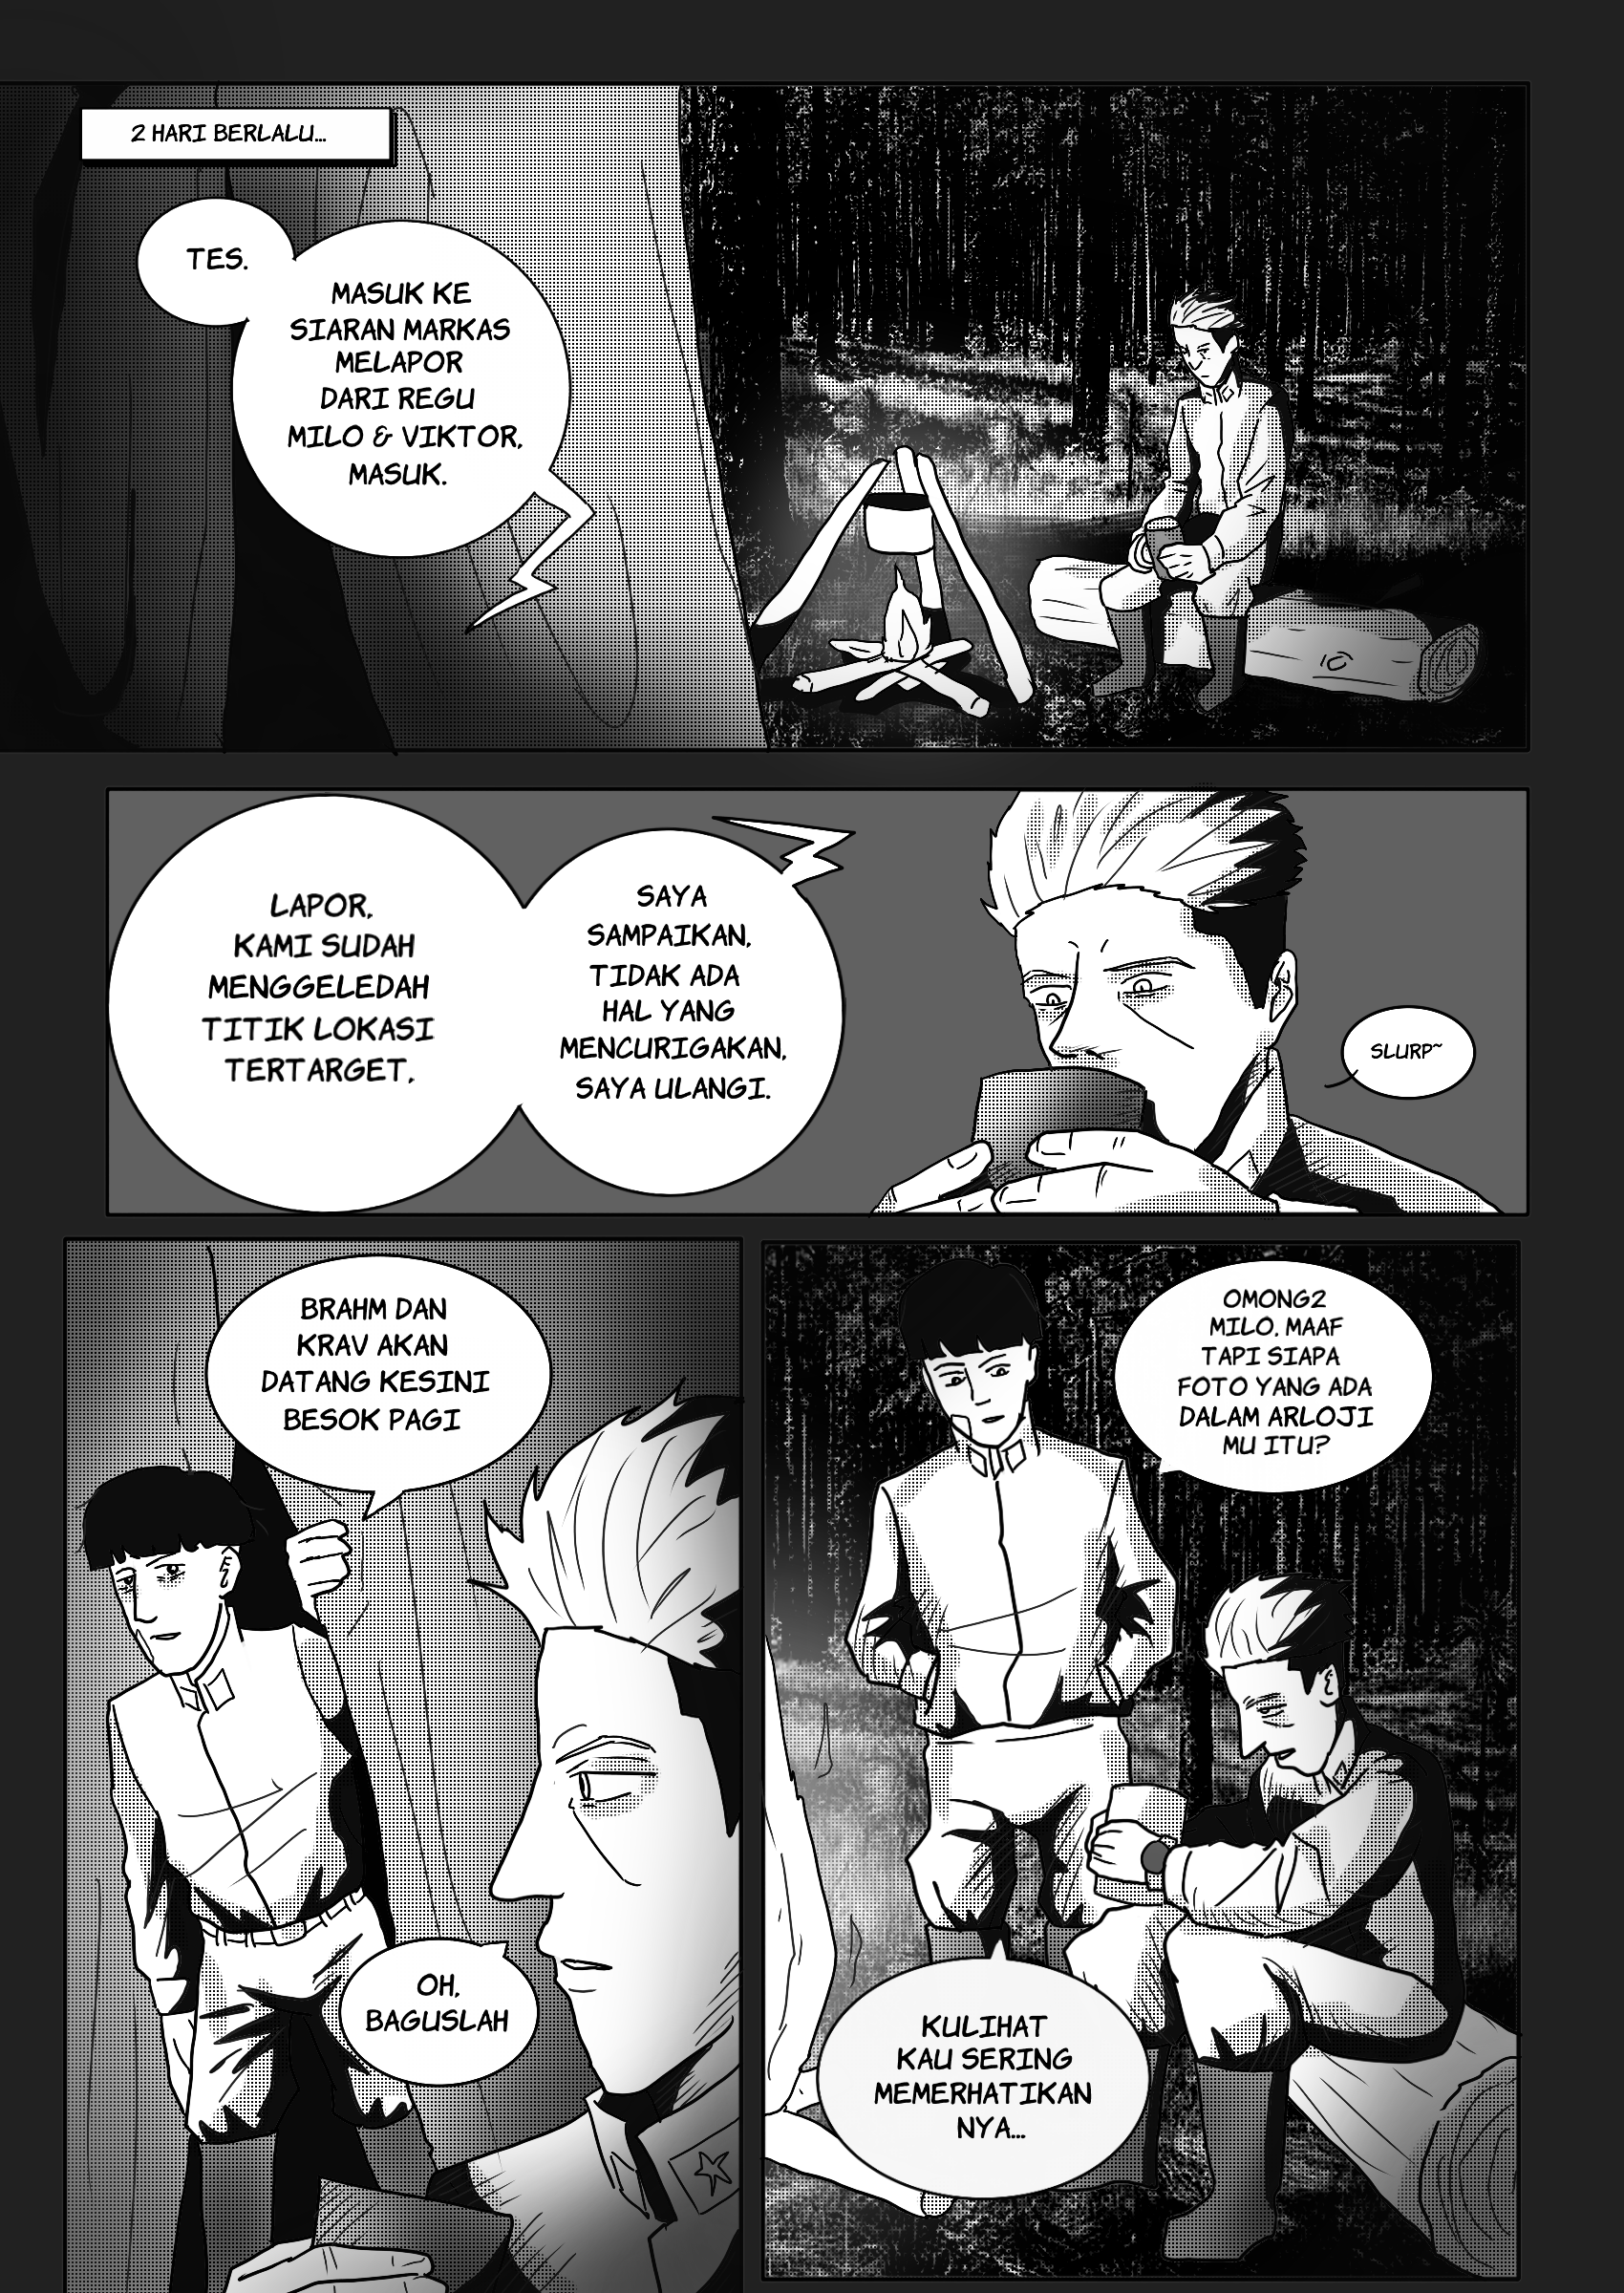 2 HARI BERLALU...
TES.
MASUK KE
SIARAN MARKAS
MELAPOR
DARI REGU
MILO & VIKTOR,
MASUK.
LAPOR,
KAMI SUDAH
MENGGELEDAH
TITIK LOKASI
TERTARGET,
SAYA
SAMPAIKAN,
TIDAK ADA
HAL YANG
MENCURIGAKAN,
SAYA ULANGI.
SLURP~
BRAHM DAN
KRAV AKAN
DATANG KESINI
BESOK PAGI
OH,
BAGUSLAH
OMONG2
MILO, MAAF
TAPI SIAPA
FOTO YANG ADA
DALAM ARLOJI
MU ITU?
KULIHAT
KAU SERING
MEMERHATIKAN
NYA...